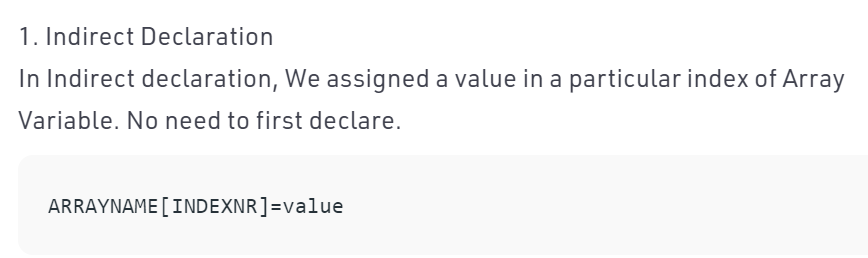 1. Indirect Declaration
In Indirect declaration, We assigned a value in a particular index of Array
Variable. No need to first declare.
ARRAYNAME[INDEXNR]=value